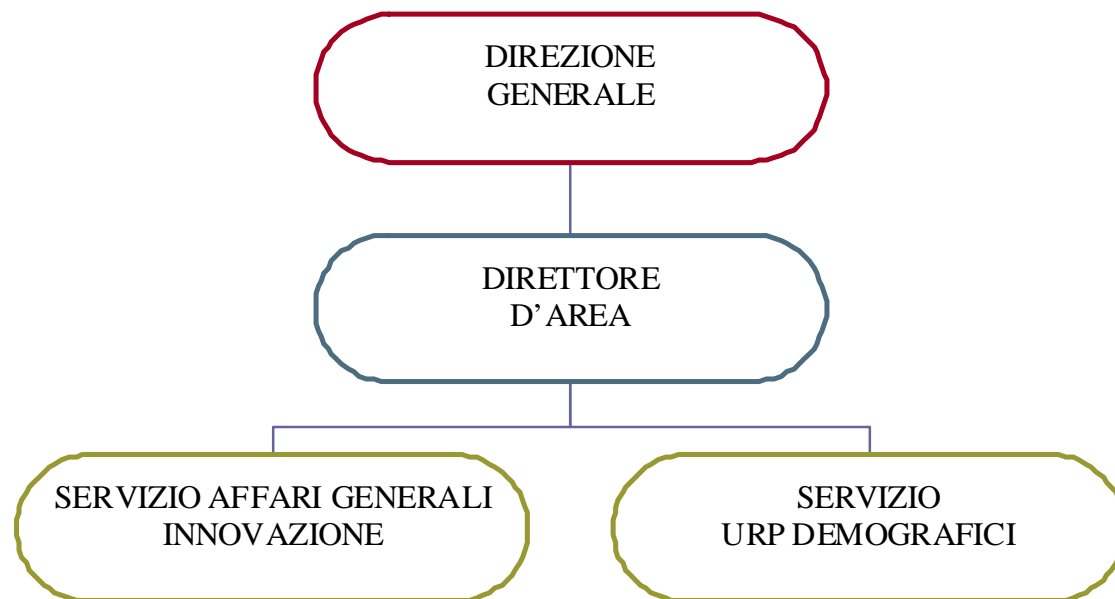 DIREZIONE
GENERALE
DIRETTORE
D’AREA
SERVIZIO AFFARI GENERALI
INNOVAZIONE
SERVIZIO
URP DEMOGRAFICI